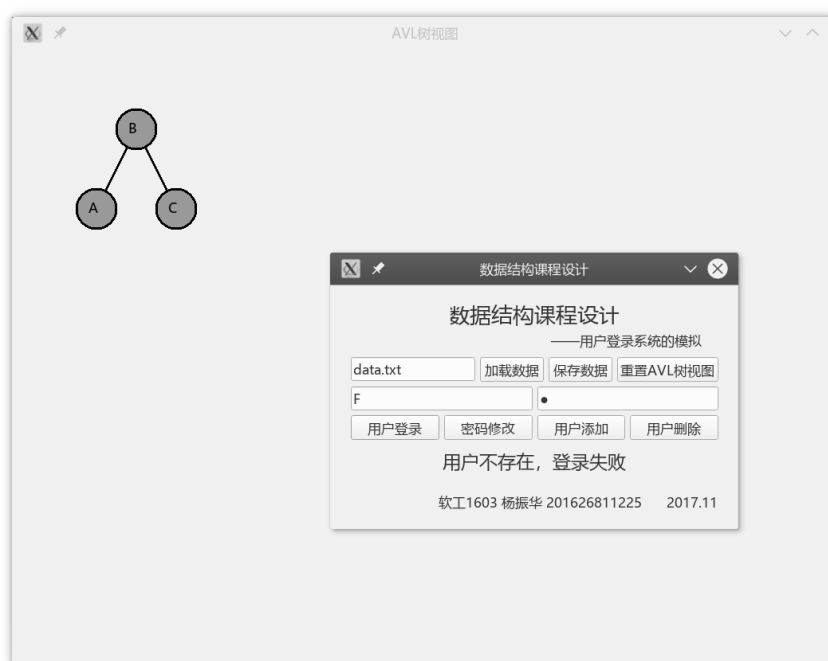 AVL树视图
B
A C
数据结构课程设计
数据结构课程设计
——用户登录系统的模拟
data.txt 加载数据 保存数据 重置AVL树视图
F ●
用户登录 密码修改 用户添加 用户删除
用户不存在，登录失败
软工1603 杨振华 201626811225 2017.11